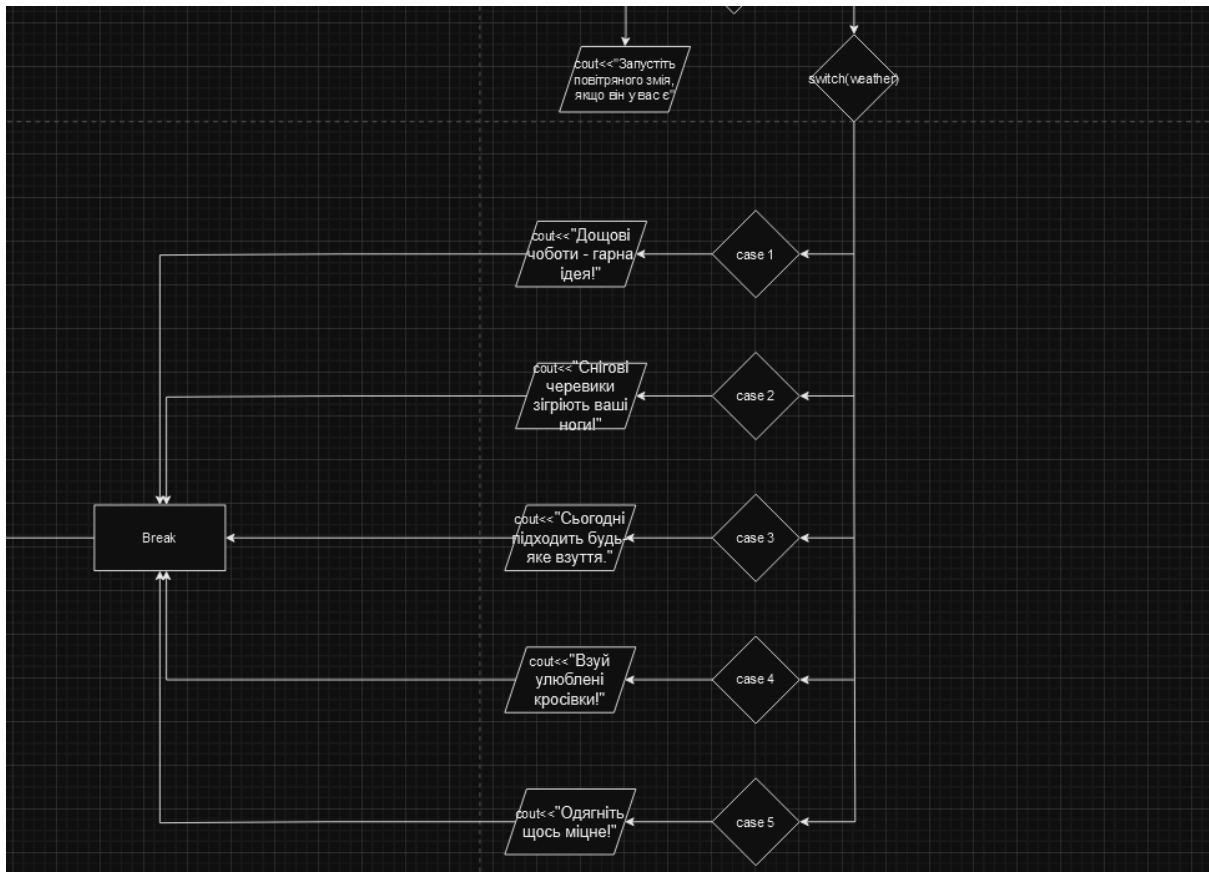 cout<<"Запустіть
повітряного змія,
якщо він у вас є"
switch(weather)
cout<<"Дощові
чоботи - гарна
ідея!"
case 1
cout<<"Снігові
черевики
зігріють ваші
ноги!"
case 2
Break
cout<<"Сьогодні
підходить будь-
яке взуття."
case 3
cout<<"Взуй
улюблені
кросівки!"
case 4
cout<<"Одягніть
щось міцне!"
case 5